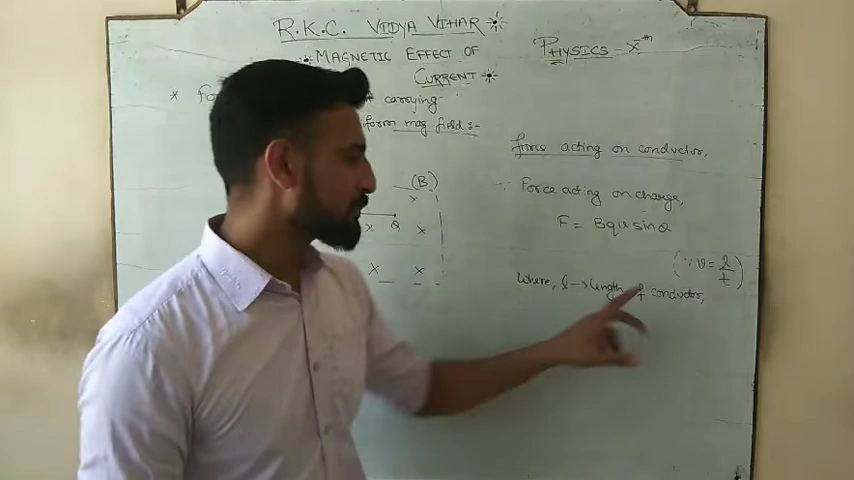 R.K.C. VIDYA VIHAR
* MAGNETIC EFFECT OF
CURRENT
PHYSICS - Xth
* carrying
mag. field :-
(B)
x
x Q x
x x
force acting on conductor,
∵ Force acting on charge,
F = Bqv sin θ
(∵ v = l/t)
Where, l → length of conductor,